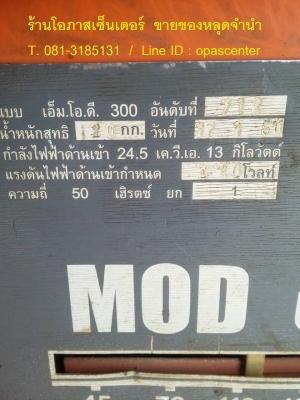 ร้านโอภาสเซ็นเตอร์ ขายของหลุดจำนำ
T. 081-3185131 / Line ID : opascenter
แบบ เอ็ม.โอ.ดี. 300 อันดับที่
น้ำหนักสุทธิ กก. วันที่
กำลังไฟฟ้าด้านเข้า 24.5 เค.วี.เอ. 13 กิโลวัตต์
แรงดันไฟฟ้าด้านเข้ากำหนด โวลท์
ความถี่ 50 เฮิรตซ์ ยก 1
MOD